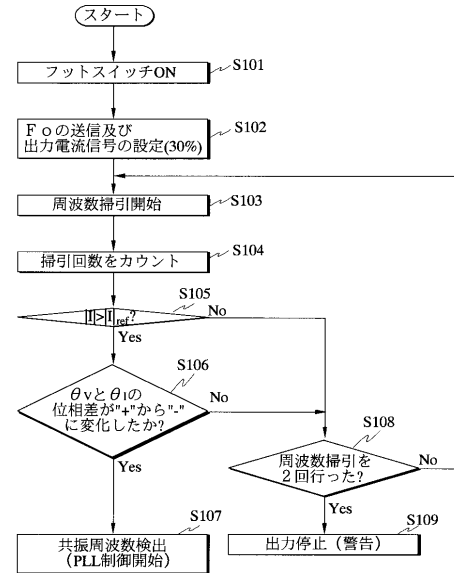 スタート
フットスイッチON
S101
Foの送信及び
出力電流信号の設定(30%)
S102
周波数掃引開始
S103
掃引回数をカウント
S104
|I|>|I|ref?
S105
No
Yes
θvとθIの
位相差が"+"から"-"
に変化したか?
S106
No
Yes
周波数掃引を
2回行った?
S108
No
Yes
共振周波数検出
(PLL制御開始)
S107
出力停止(警告)
S109